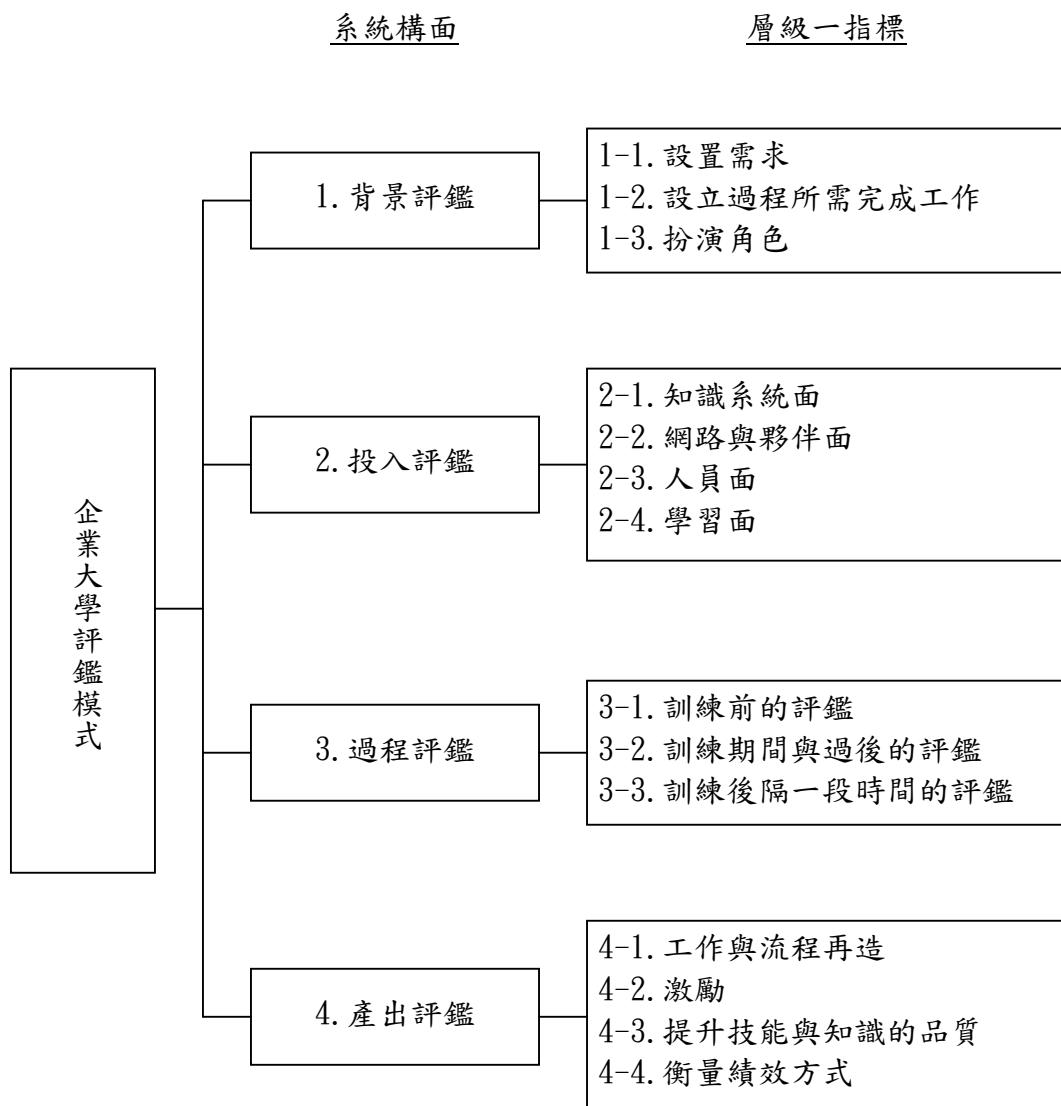 系統構面
層級一指標
企業大學評鑑模式
1.背景評鑑
1-1.設置需求
1-2.設立過程所需完成工作
1-3.扮演角色
2.投入評鑑
2-1.知識系統面
2-2.網路與夥伴面
2-3.人員面
2-4.學習面
3.過程評鑑
3-1.訓練前的評鑑
3-2.訓練期間與過後的評鑑
3-3.訓練後隔一段時間的評鑑
4.產出評鑑
4-1.工作與流程再造
4-2.激勵
4-3.提升技能與知識的品質
4-4.衡量績效方式